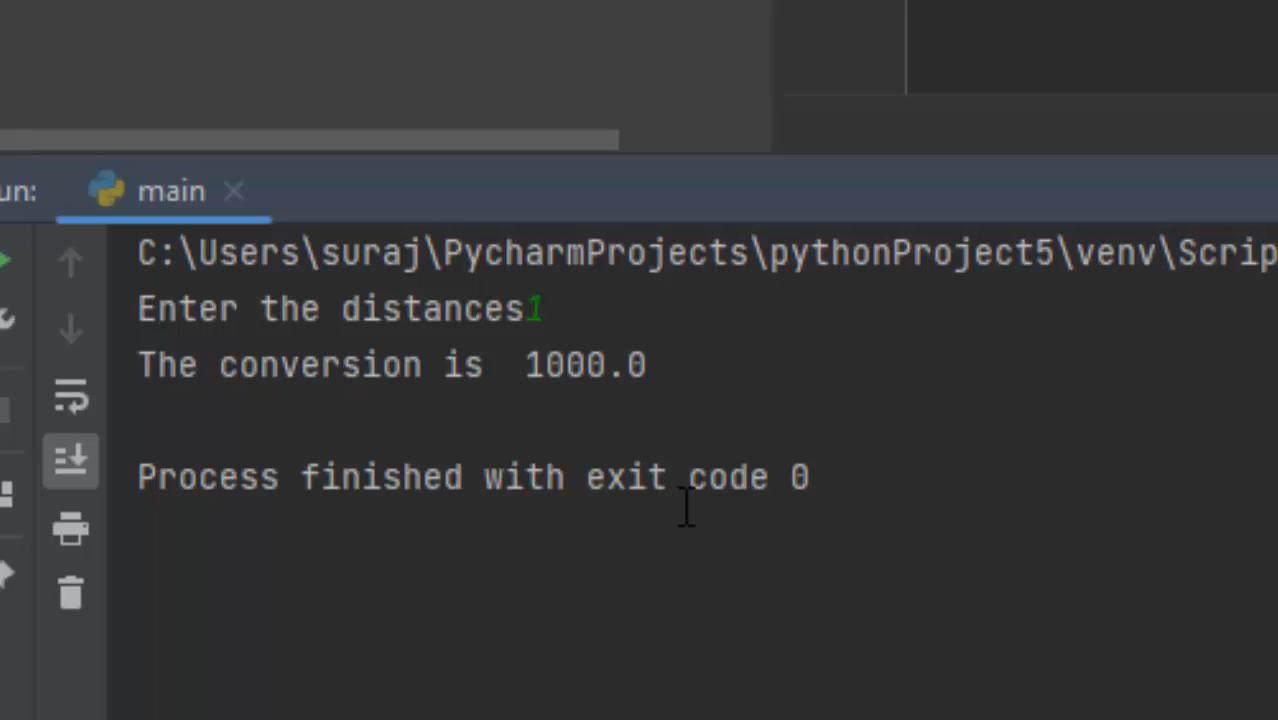 un:
main
C:\Users\suraj\PycharmProjects\pythonProject5\venv\Scrip
Enter the distances1
The conversion is  1000.0
Process finished with exit code 0